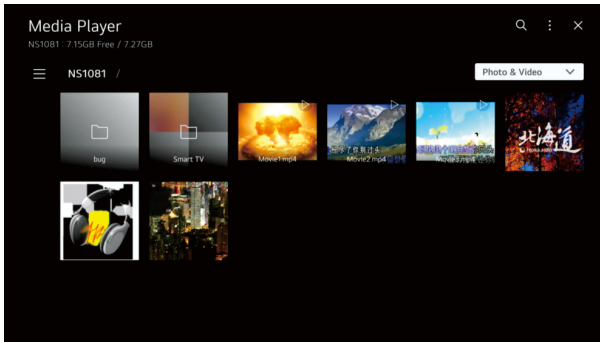 Media Player
NS1081 : 7.15GB Free / 7.27GB
NS1081 /
Photo & Video
bug
Smart TV
Movie1.mp4
Movie2.mp4
Movie3.mp4
北海道
HOKKAIDO